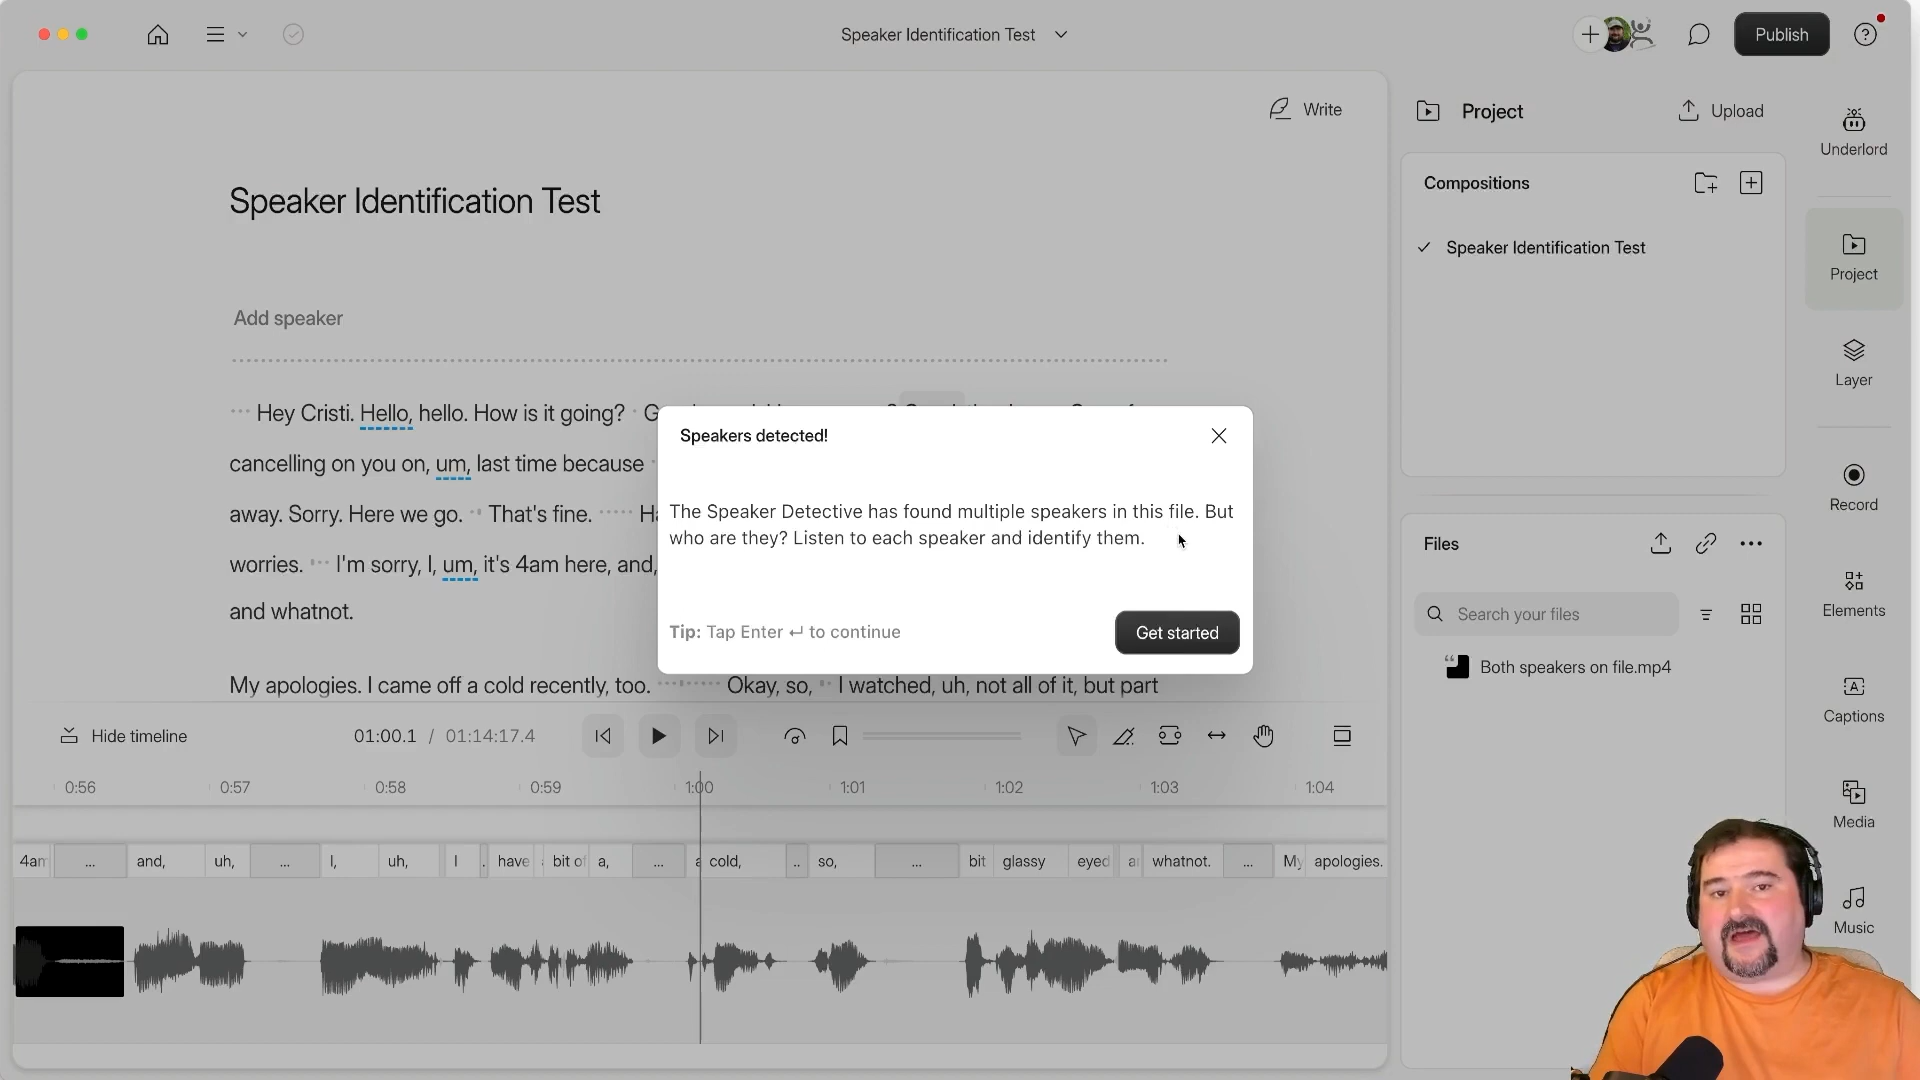 Speaker Identification Test
Publish
Write
Project
Upload
Underlord
Speaker Identification Test
Compositions
Speaker Identification Test
Project
Add speaker
Layer
Hey Cristi. Hello, hello. How is it going?
cancelling on you on, um, last time because
away. Sorry. Here we go. That's fine.
worries. I'm sorry, I, um, it's 4am here, and,
and whatnot.
My apologies. I came off a cold recently, too. Okay, so, I watched, uh, not all of it, but part
Speakers detected!
The Speaker Detective has found multiple speakers in this file. But
who are they? Listen to each speaker and identify them.
Tip: Tap Enter ↵ to continue
Get started
Record
Files
Search your files
Both speakers on file.mp4
Elements
Captions
Media
Music
Hide timeline
01:00.1 / 01:14:17.4
0:56 0:57 0:58 0:59 1:00 1:01 1:02 1:03 1:04
4am ... and, uh, ... I, uh, I . have bit of a, ... a cold, .. so, ... bit glassy eyed whatnot. ... My apologies.